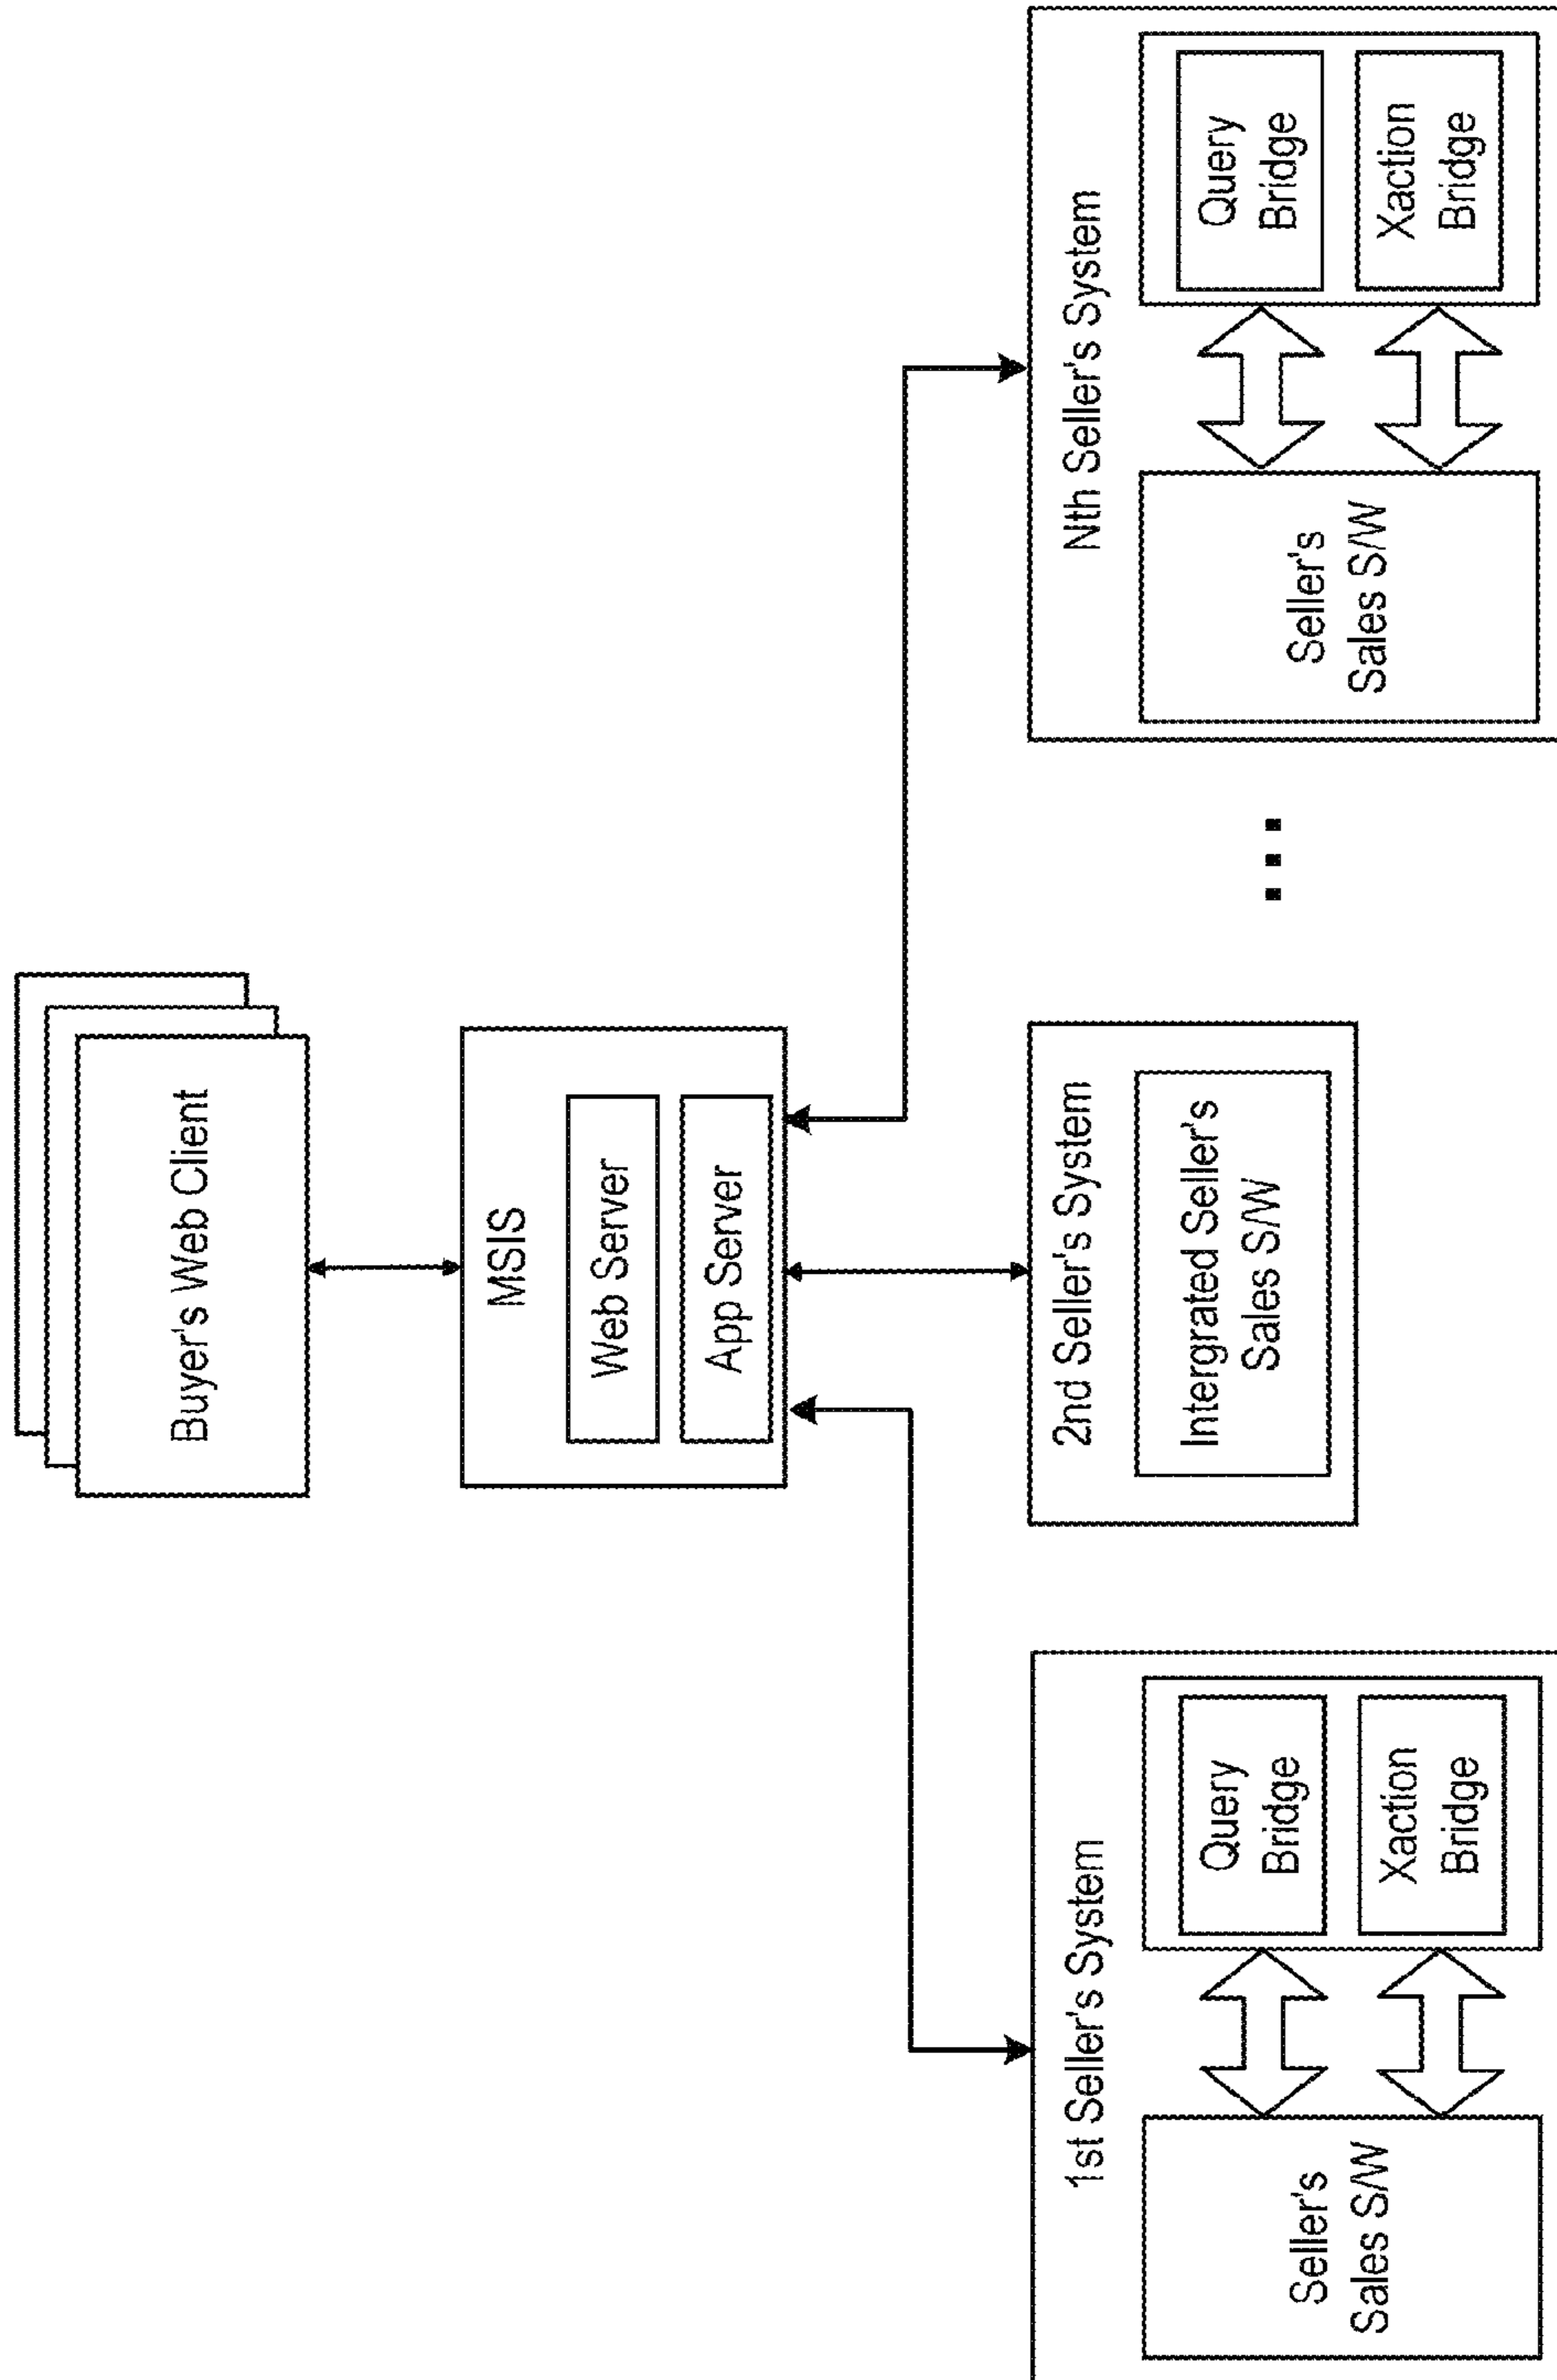 Buyer's Web Client
MSIS
Web Server
App Server
1st Seller's System
Seller's
Sales S/W
Query
Bridge
Xaction
Bridge
2nd Seller's System
Intergrated Seller's
Sales S/W
...
Nth Seller's System
Seller's
Sales S/W
Query
Bridge
Xaction
Bridge